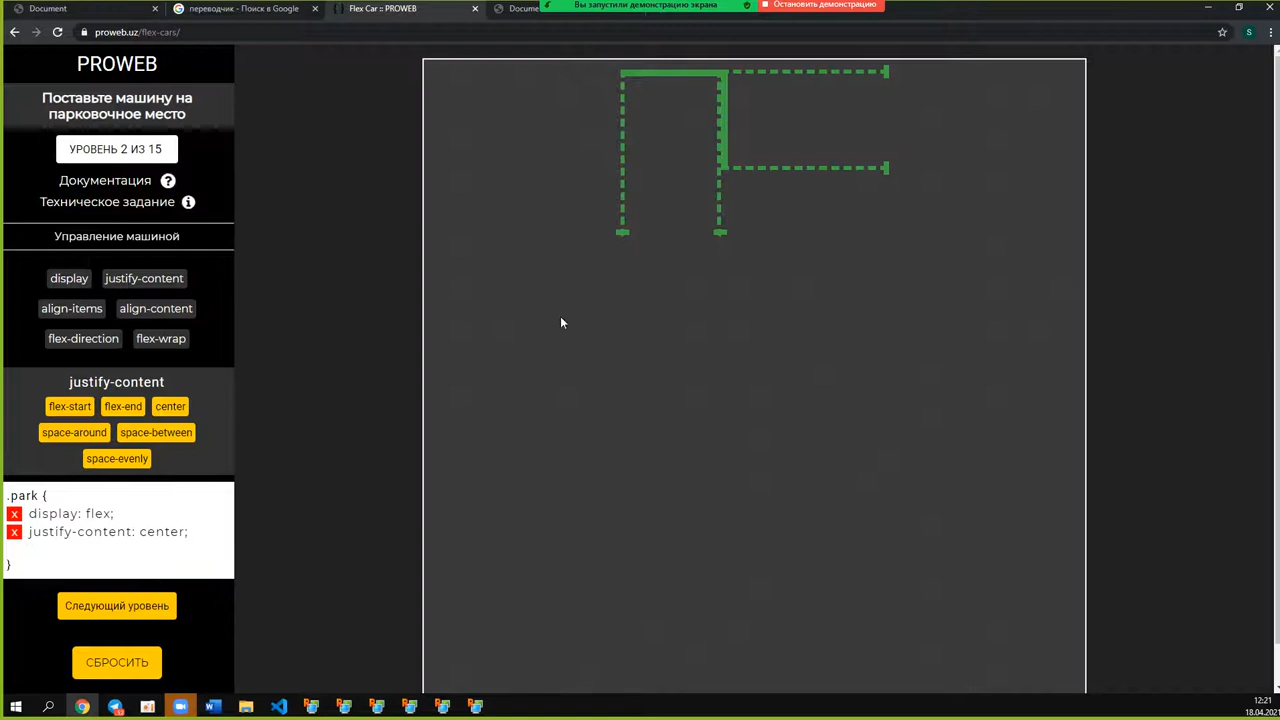 Document
переводчик - Поиск в Google
Flex Car :: PROWEB
Docume
Вы запустили демонстрацию экрана
Остановить демонстрацию
proweb.uz/flex-cars/
S
PROWEB
Поставьте машину на
парковочное место
УРОВЕНЬ 2 ИЗ 15
Документация ?
Техническое задание i
Управление машиной
display justify-content
align-items align-content
flex-direction flex-wrap
justify-content
flex-start flex-end center
space-around space-between
space-evenly
.park {
x display: flex;
x justify-content: center;
}
Следующий уровень
СБРОСИТЬ
12:21
18.04.202